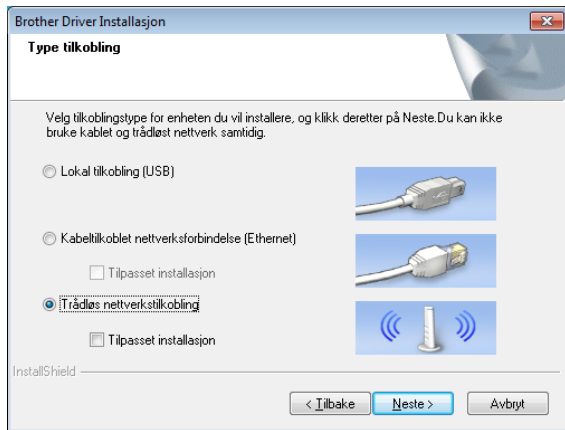 Brother Driver Installasjon
Type tilkobling
Velg tilkoblingstype for enheten du vil installere, og klikk deretter på Neste.Du kan ikke
bruke kablet og trådløst nettverk samtidig.
Lokal tilkobling (USB)
Kabeltilkoblet nettverksforbindelse (Ethernet)
Tilpasset installasjon
Trådløs nettverkstilkobling
Tilpasset installasjon
InstallShield
< Tilbake
Neste >
Avbryt